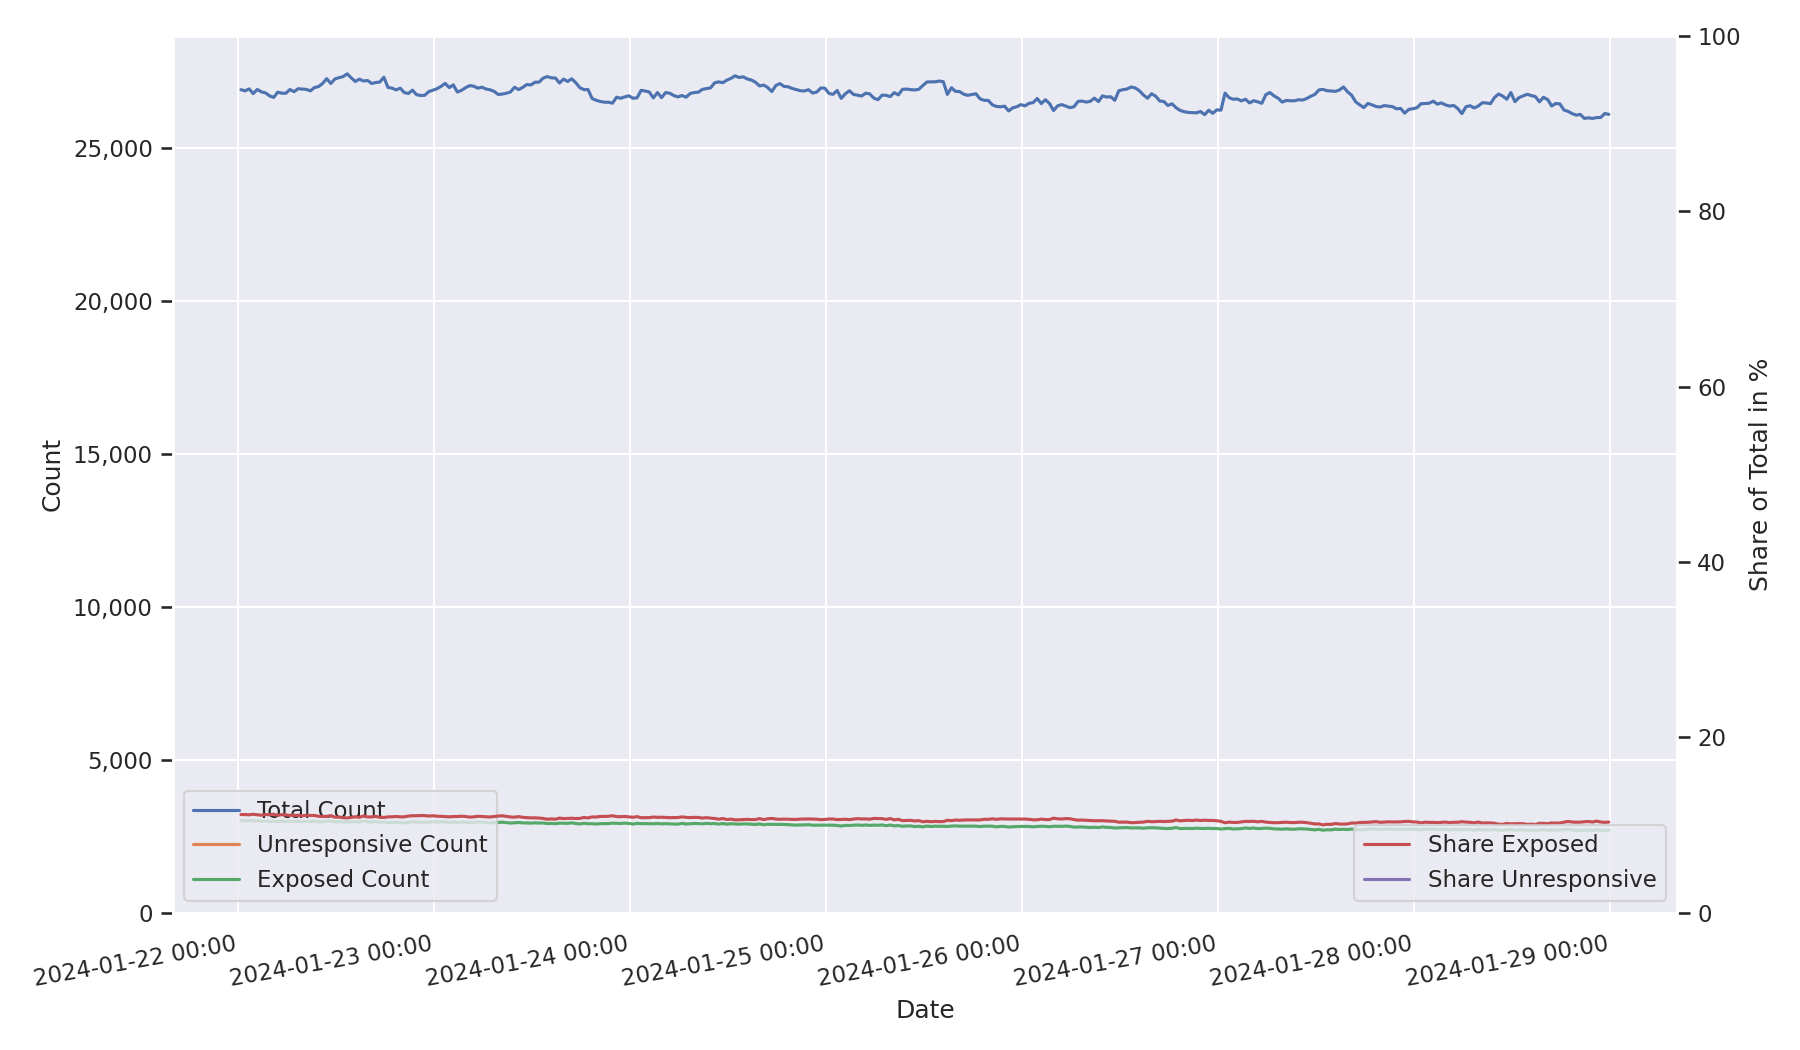 100
25,000
80
20,000
60
15,000
Count
Share of Total in %
40
10,000
20
5,000
Total Count
Unresponsive Count
Exposed Count
Share Exposed
Share Unresponsive
0
0
2024-01-22 00:00
2024-01-23 00:00
2024-01-24 00:00
2024-01-25 00:00
2024-01-26 00:00
2024-01-27 00:00
2024-01-28 00:00
2024-01-29 00:00
Date